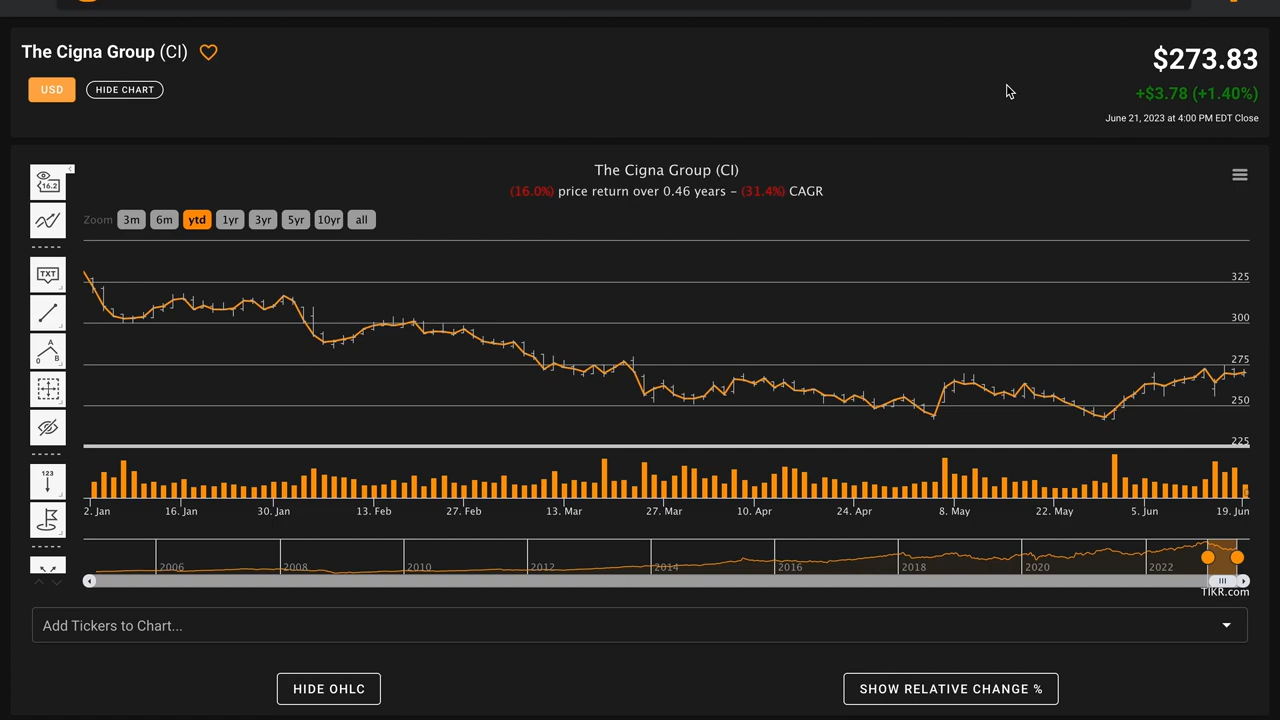 The Cigna Group (CI)
$273.83
USD
HIDE CHART
+$3.78 (+1.40%)
June 21, 2023 at 4:00 PM EDT Close
The Cigna Group (CI)
(16.0%) price return over 0.46 years – (31.4%) CAGR
16.2
Zoom 3m 6m ytd 1yr 3yr 5yr 10yr all
TXT
A
0 B
123
325
300
275
250
225
2. Jan 16. Jan 30. Jan 13. Feb 27. Feb 13. Mar 27. Mar 10. Apr 24. Apr 8. May 22. May 5. Jun 19. Jun
2006 2008 2010 2012 2014 2016 2018 2020 2022
TIKR.com
Add Tickers to Chart...
HIDE OHLC
SHOW RELATIVE CHANGE %